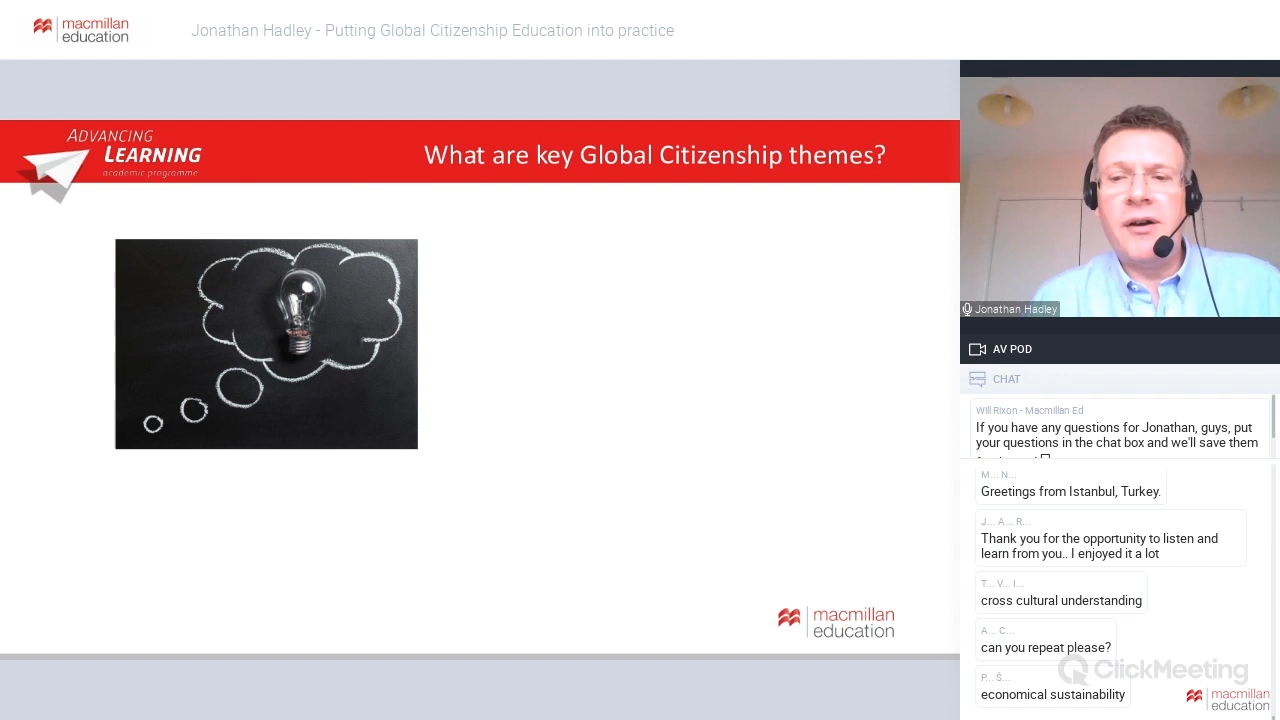 macmillan
education
Jonathan Hadley - Putting Global Citizenship Education into practice
ADVANCING
LEARNING
academic programme
What are key Global Citizenship themes?
macmillan
education
Jonathan Hadley
AV POD
CHAT
Will Rixon - Macmillan Ed
If you have any questions for Jonathan, guys, put
your questions in the chat box and we'll save them
M... N...
Greetings from Istanbul, Turkey.
J... A... R...
Thank you for the opportunity to listen and
learn from you.. I enjoyed it a lot
T... V... I...
cross cultural understanding
A... C...
can you repeat please?
P... Š...
economical sustainability
ClickMeeting
macmillan
education